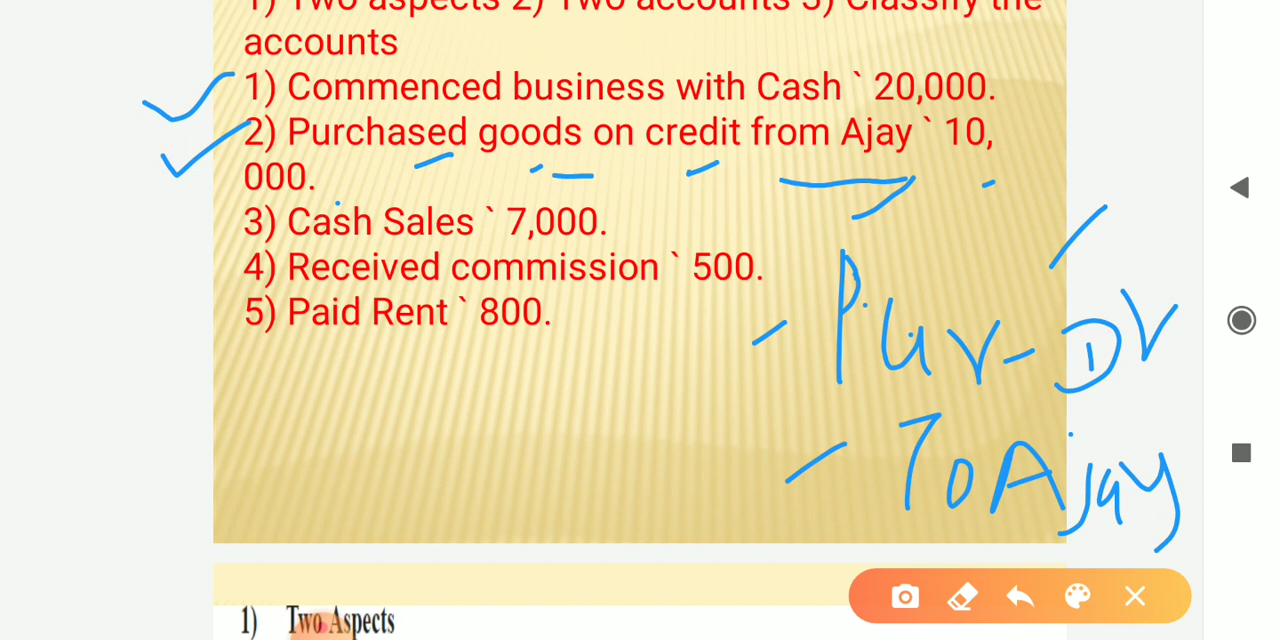 1) Two aspects 2) Two accounts 3) Classify the
accounts
1) Commenced business with Cash ` 20,000.
2) Purchased goods on credit from Ajay ` 10,
000.
3) Cash Sales ` 7,000.
4) Received commission ` 500.
5) Paid Rent ` 800.
- Pur - Dr
- To Ajay
1) Two Aspects